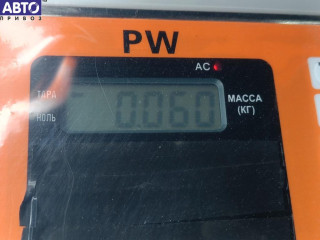 АВТО
ПРИВОЗ
PW
AC
ТАРА
0.060
МАССА
(КГ)
НОЛЬ